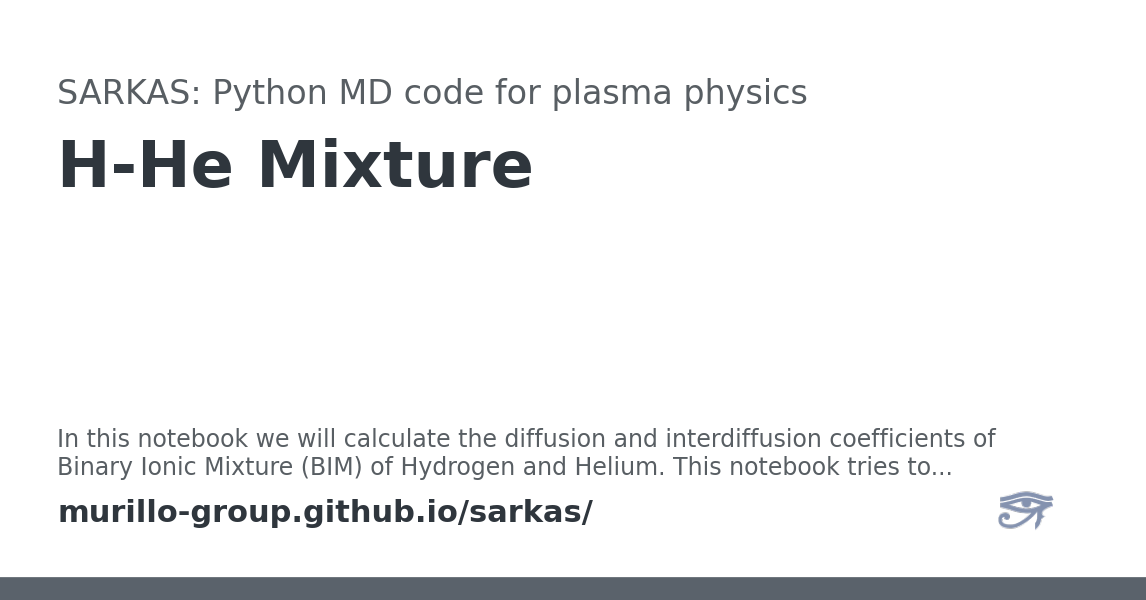 SARKAS: Python MD code for plasma physics
H-He Mixture
In this notebook we will calculate the diffusion and interdiffusion coefficients of
Binary Ionic Mixture (BIM) of Hydrogen and Helium. This notebook tries to...
murillo-group.github.io/sarkas/